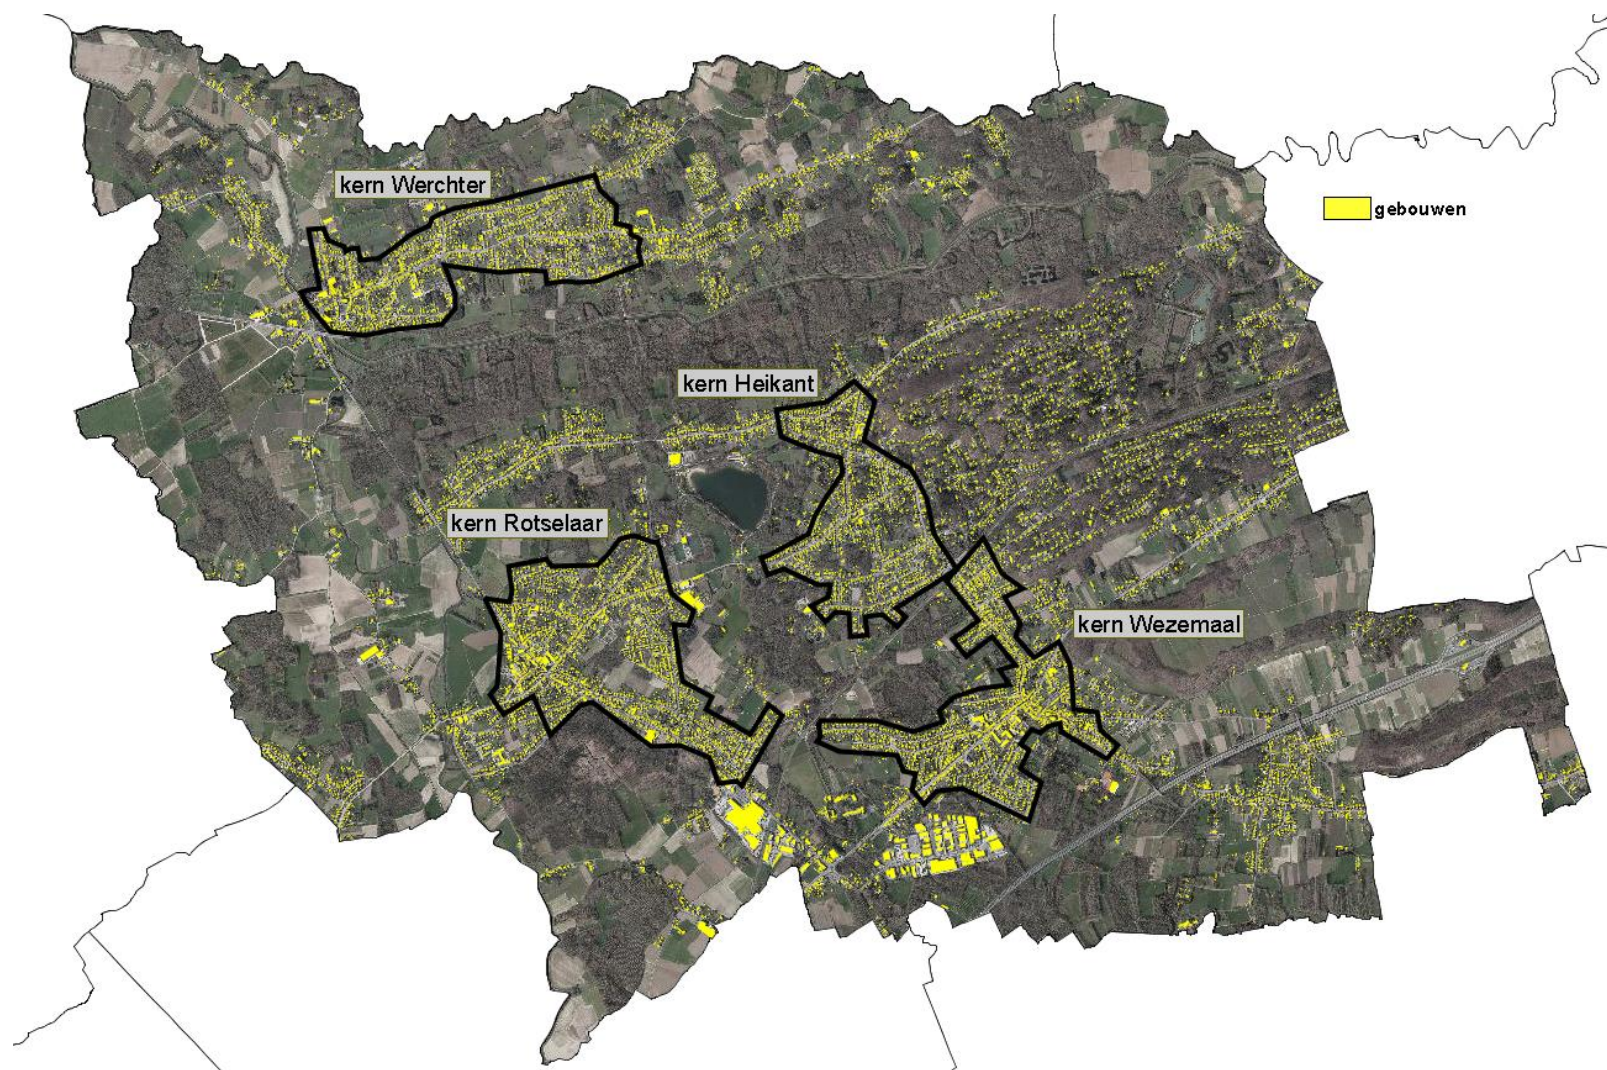 kern Werchter
gebouwen
kern Heikant
kern Rotselaar
kern Wezemaal